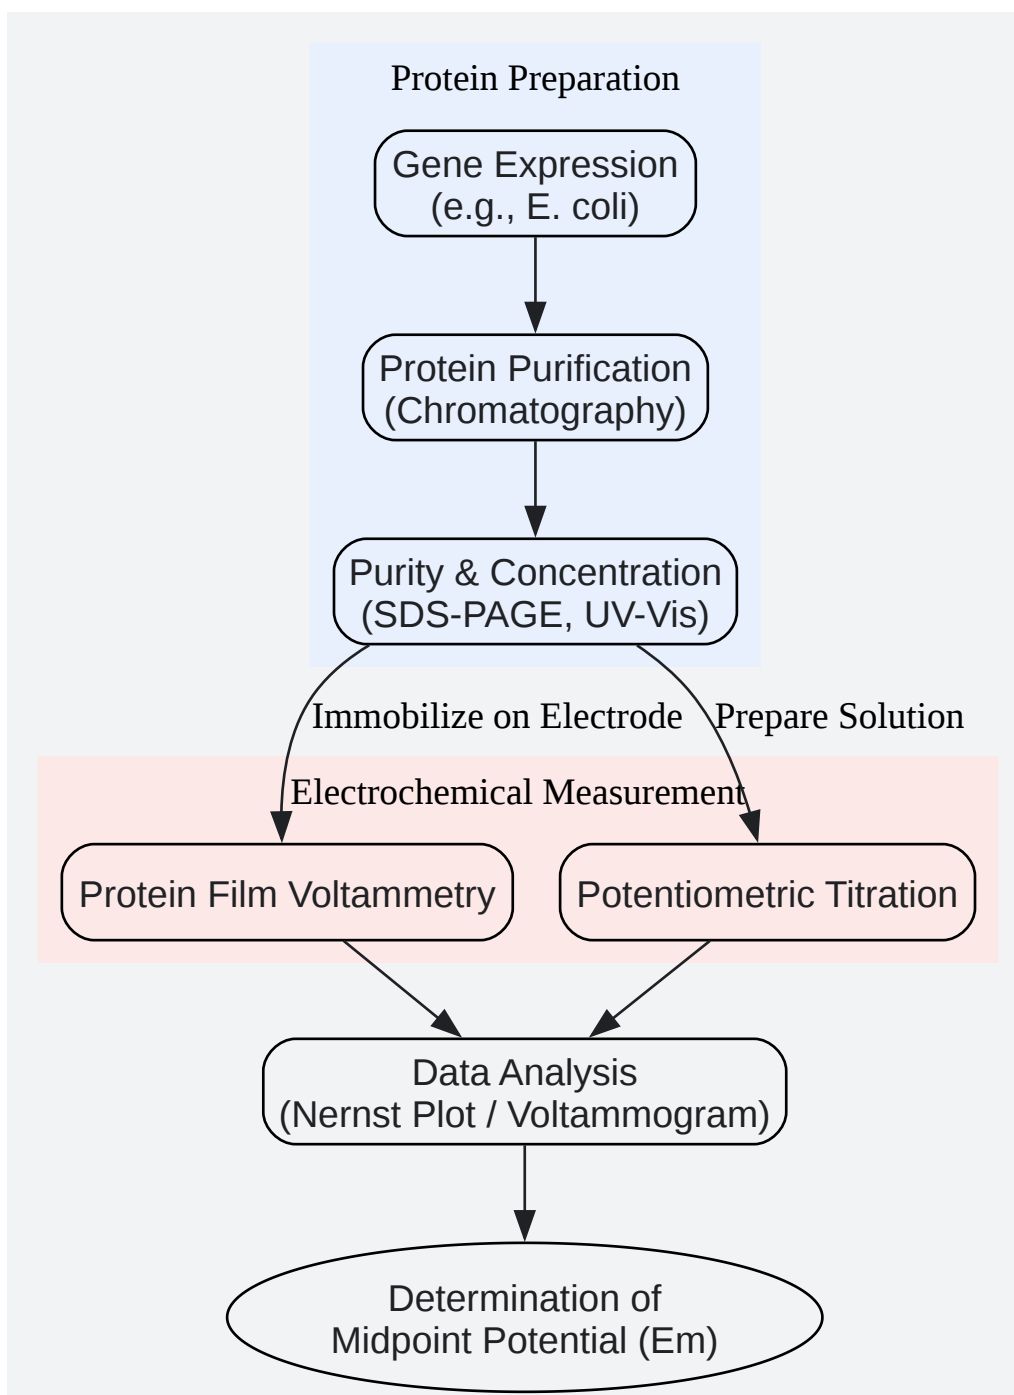 Protein Preparation
Gene Expression
(e.g., E. coli)
Protein Purification
(Chromatography)
Purity & Concentration
(SDS-PAGE, UV-Vis)
Immobilize on Electrode
Prepare Solution
Electrochemical Measurement
Protein Film Voltammetry
Potentiometric Titration
Data Analysis
(Nernst Plot / Voltammogram)
Determination of
Midpoint Potential (Em)